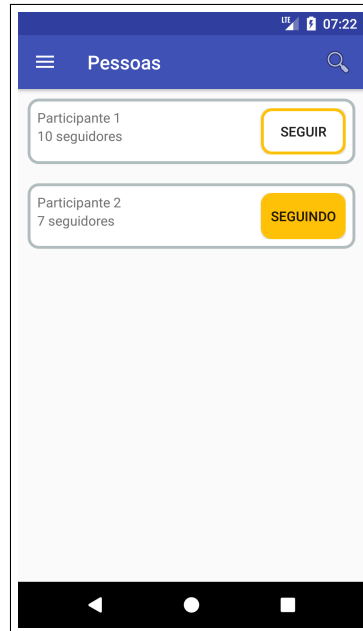 LTE 07:22
Pessoas
Participante 1
10 seguidores
SEGUIR
Participante 2
7 seguidores
SEGUINDO